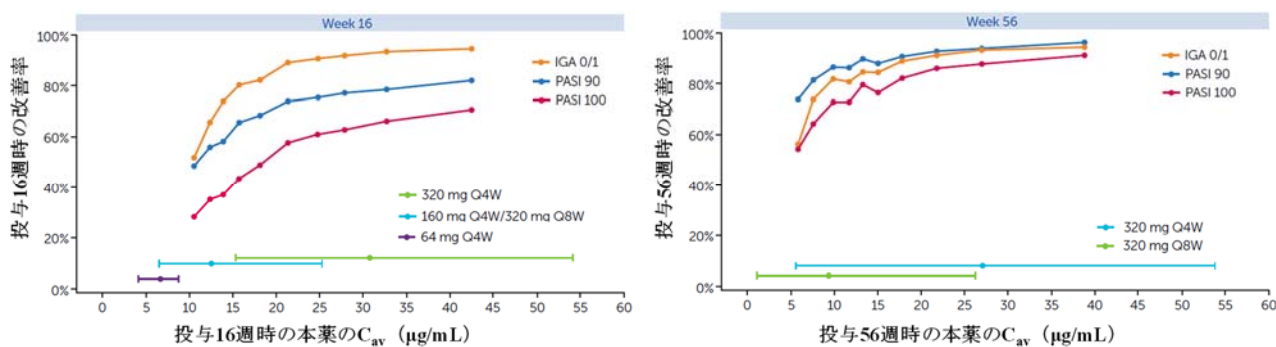 Week 16
100%
80%
60%
40%
20%
0%
投与16週時の改善率
IGA 0/1
PASI 90
PASI 100
320 mg Q4W
160 mg Q4W/320 mg Q8W
64 mg Q4W
0 5 10 15 20 25 30 35 40 45 50 55 60
投与16週時の本薬のCav（μg/mL）
Week 56
100%
80%
60%
40%
20%
0%
投与56週時の改善率
IGA 0/1
PASI 90
PASI 100
320 mg Q4W
320 mg Q8W
0 5 10 15 20 25 30 35 40 45 50 55 60
投与56週時の本薬のCav（μg/mL）